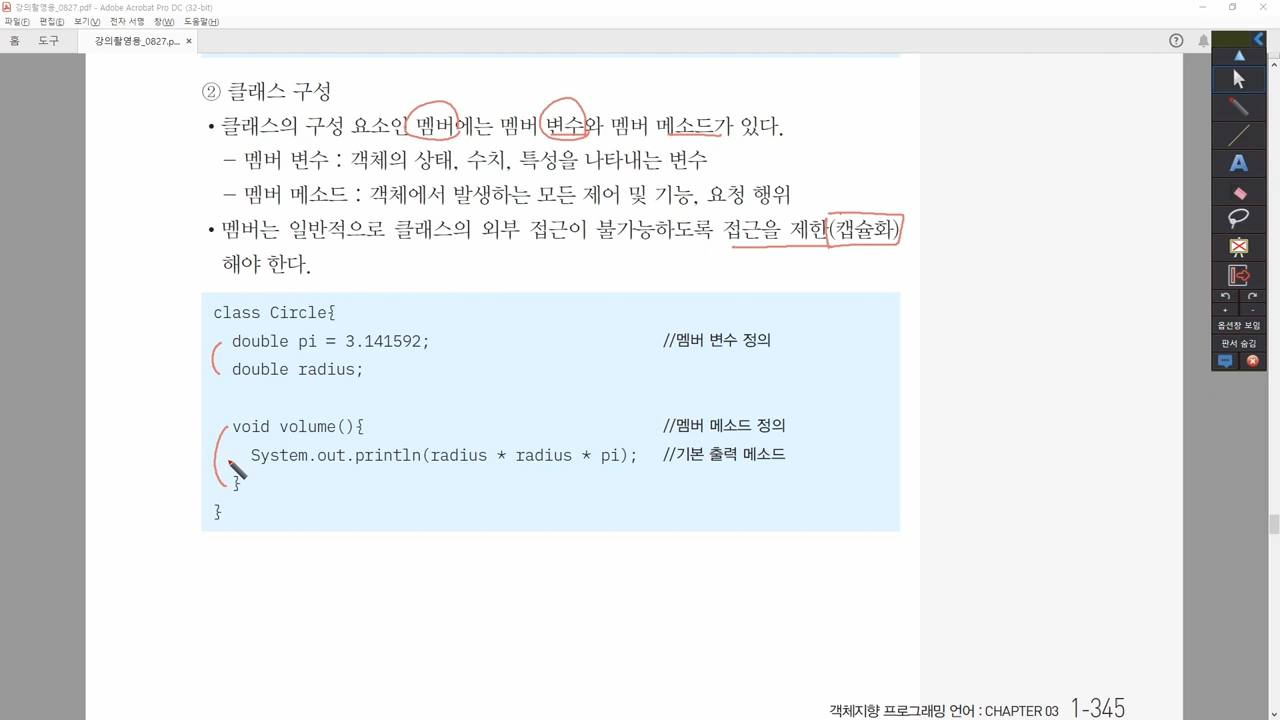 강의촬영용_0827.pdf - Adobe Acrobat Pro DC (32-bit)
파일(F) 편집(E) 보기(V) 전자 서명 창(W) 도움말(H)
홈 도구 강의촬영용_0827.p... ×
② 클래스 구성
• 클래스의 구성 요소인 멤버에는 멤버 변수와 멤버 메소드가 있다.
– 멤버 변수 : 객체의 상태, 수치, 특성을 나타내는 변수
– 멤버 메소드 : 객체에서 발생하는 모든 제어 및 기능, 요청 행위
• 멤버는 일반적으로 클래스의 외부 접근이 불가능하도록 접근을 제한(캡슐화)
해야 한다.
class Circle{
double pi = 3.141592; //멤버 변수 정의
double radius;
void volume(){ //멤버 메소드 정의
System.out.println(radius * radius * pi); //기본 출력 메소드
}
}
옵션창 보임
판서 숨김
객체지향 프로그래밍 언어 : CHAPTER 03 1-345